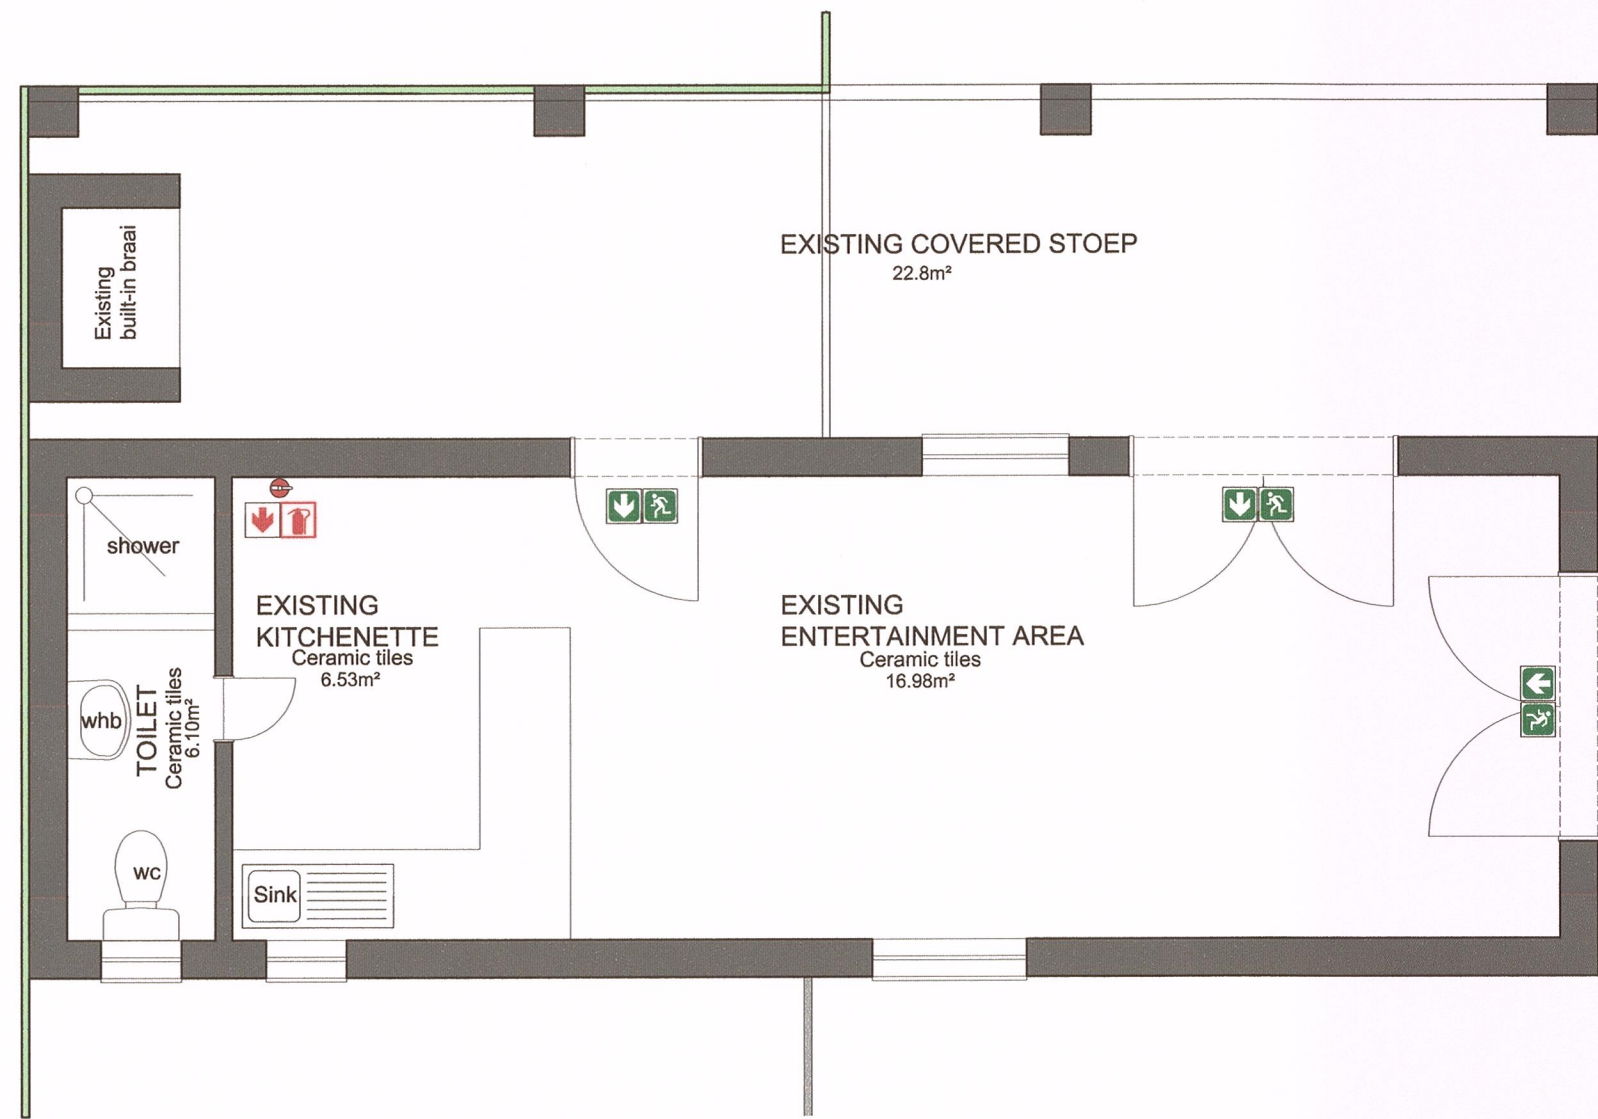 EXISTING COVERED STOEP
22.8m²
Existing
built-in braai
shower
EXISTING
KITCHENETTE
Ceramic tiles
6.53m²
EXISTING
ENTERTAINMENT AREA
Ceramic tiles
16.98m²
whb
TOILET
Ceramic tiles
6.10m²
wc
Sink